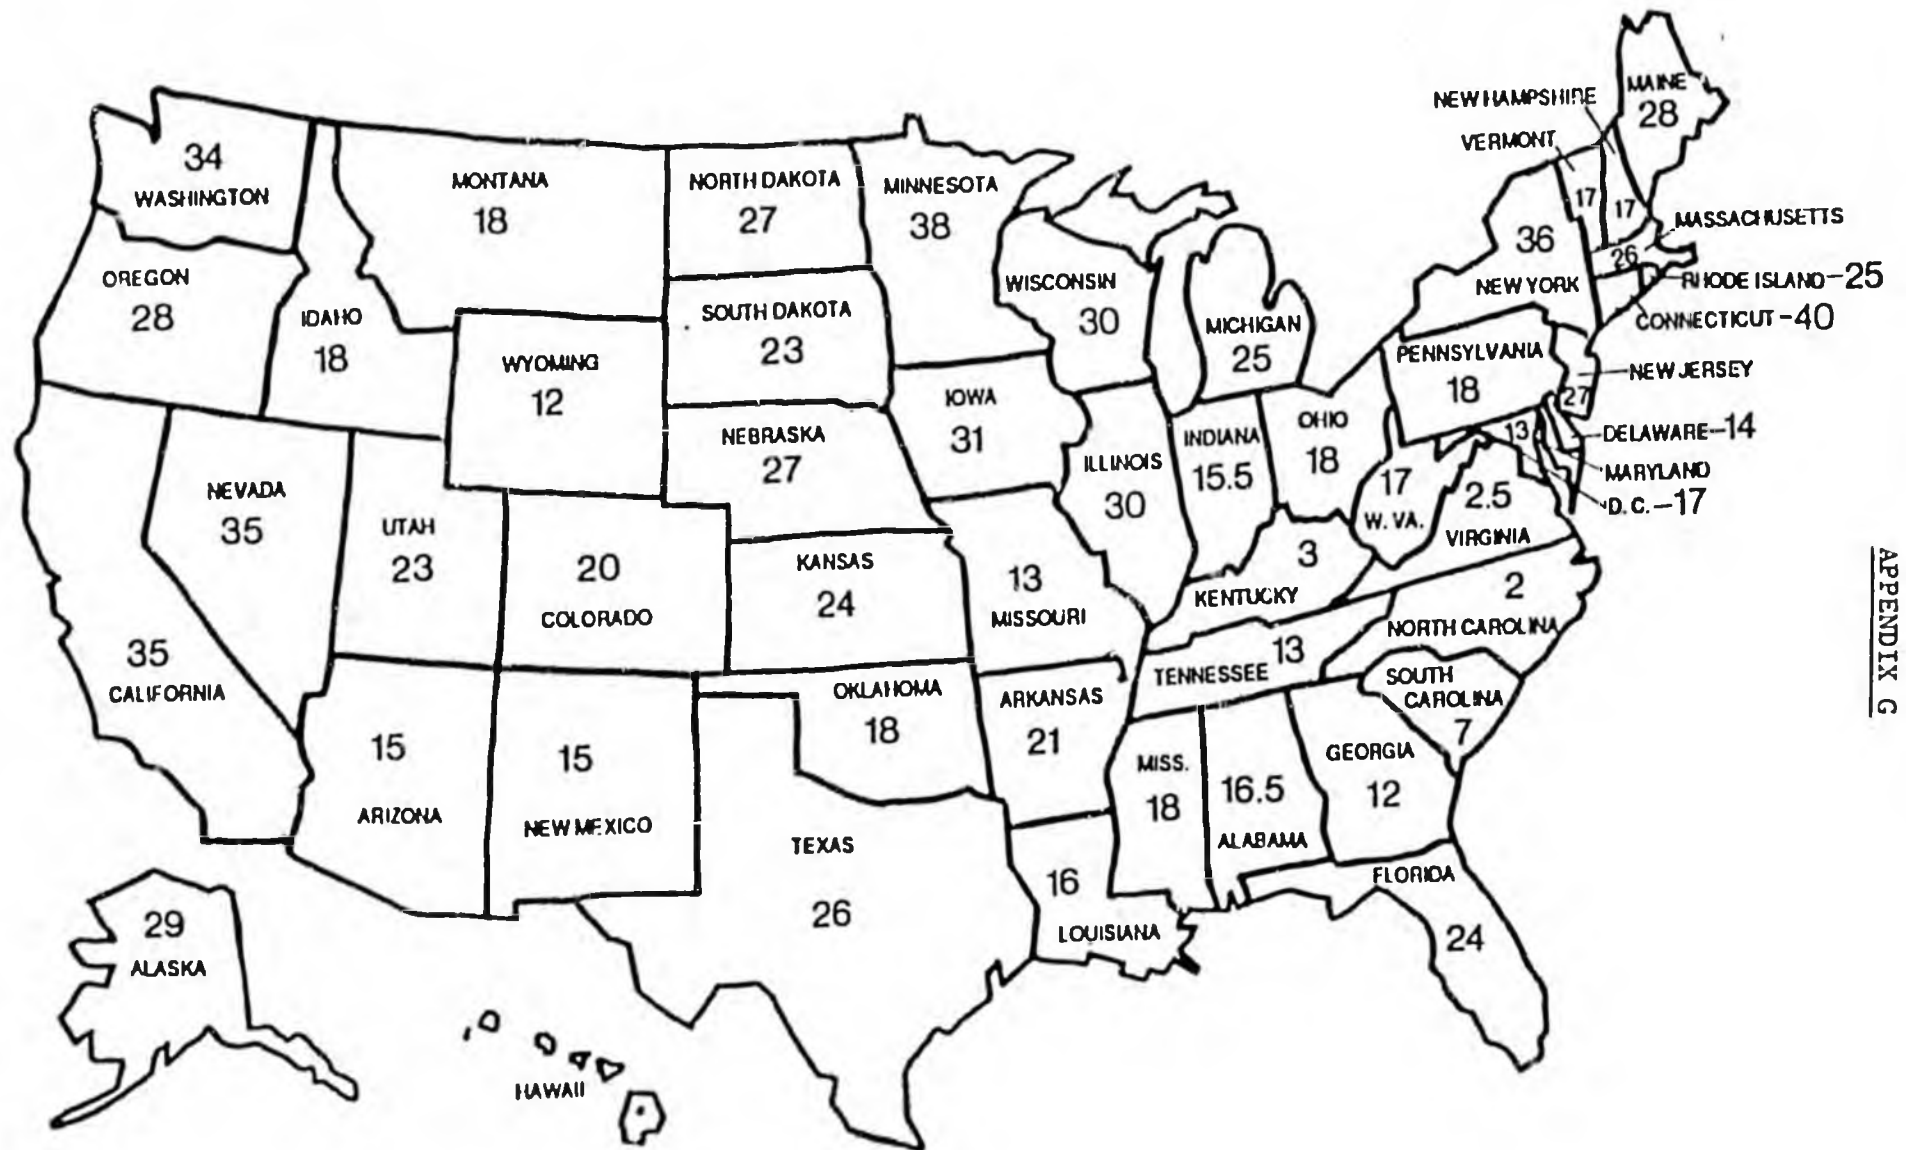 NEW HAMPSHIRE
17
VERMONT
17
MAINE
28
34
WASHINGTON
MONTANA
18
NORTH DAKOTA
27
MINNESOTA
38
36
NEW YORK
MASSACHUSETTS
26
RHODE ISLAND-25
CONNECTICUT-40
OREGON
28
IDAHO
18
WYOMING
12
SOUTH DAKOTA
23
WISCONSIN
30
MICHIGAN
25
PENNSYLVANIA
18
NEW JERSEY
27
DELAWARE-14
MARYLAND
13
D.C.-17
NEVADA
35
UTAH
23
20
COLORADO
NEBRASKA
27
IOWA
31
ILLINOIS
30
INDIANA
15.5
OHIO
18
17
W. VA.
2.5
VIRGINIA
35
CALIFORNIA
KANSAS
24
13
MISSOURI
3
KENTUCKY
2
NORTH CAROLINA
13
TENNESSEE
SOUTH
CAROLINA
7
15
ARIZONA
15
NEW MEXICO
OKLAHOMA
18
ARKANSAS
21
MISS.
18
16.5
ALABAMA
GEORGIA
12
TEXAS
26
16
LOUISIANA
FLORIDA
24
29
ALASKA
HAWAII
APPENDIX G